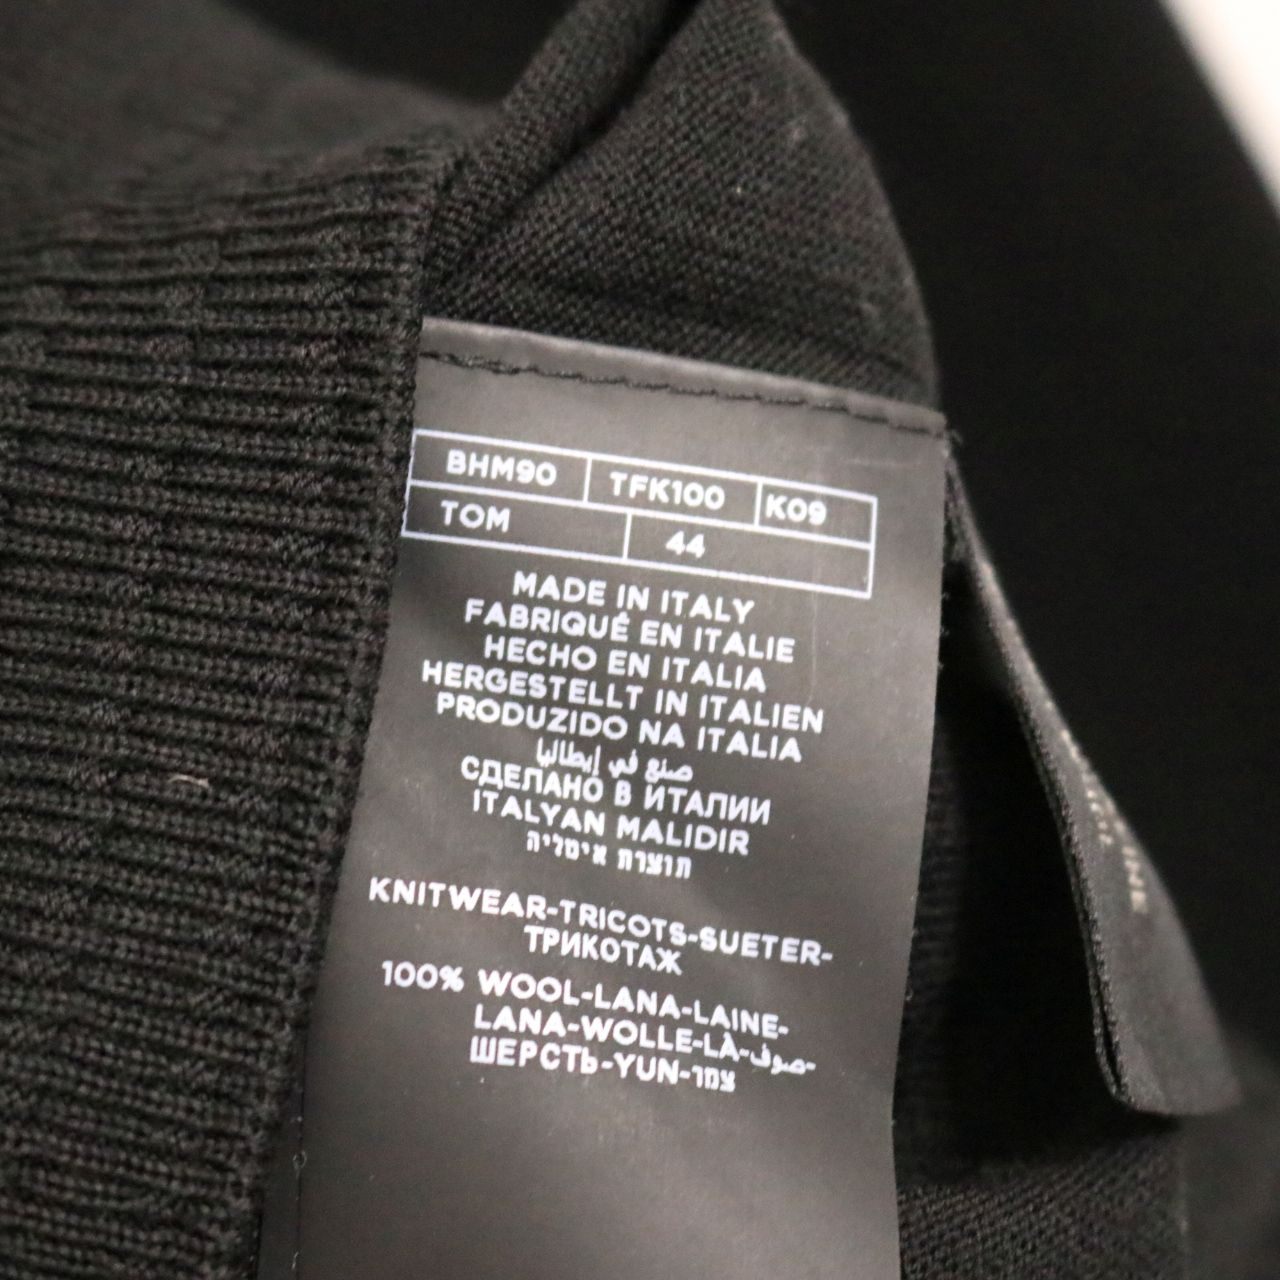 BHM90 TFK100 K09
TOM 44
MADE IN ITALY
FABRIQUÉ EN ITALIE
HECHO EN ITALIA
HERGESTELLT IN ITALIEN
PRODUZIDO NA ITALIA
صنع في إيطاليا
СДЕЛАНО В ИТАЛИИ
ITALYAN MALIDIR
תוצרת איטליה
KNITWEAR-TRICOTS-SUETER-
ТРИКОТАЖ
100% WOOL-LANA-LAINE-
LANA-WOLLE-LÀ-صوف-
ШЕРСТЬ-YUN-צמר